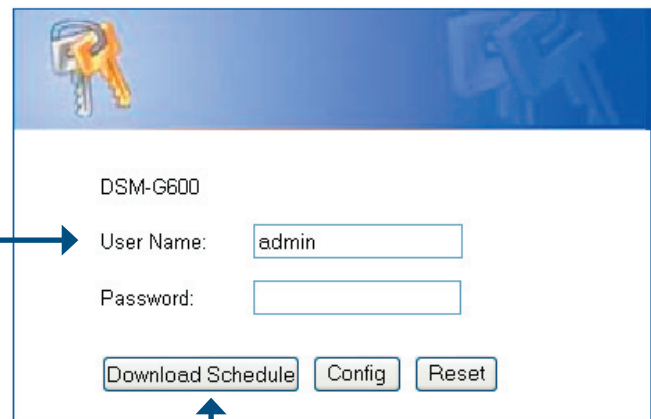 DSM-G600
User Name: admin
Password:
Download Schedule Config Reset